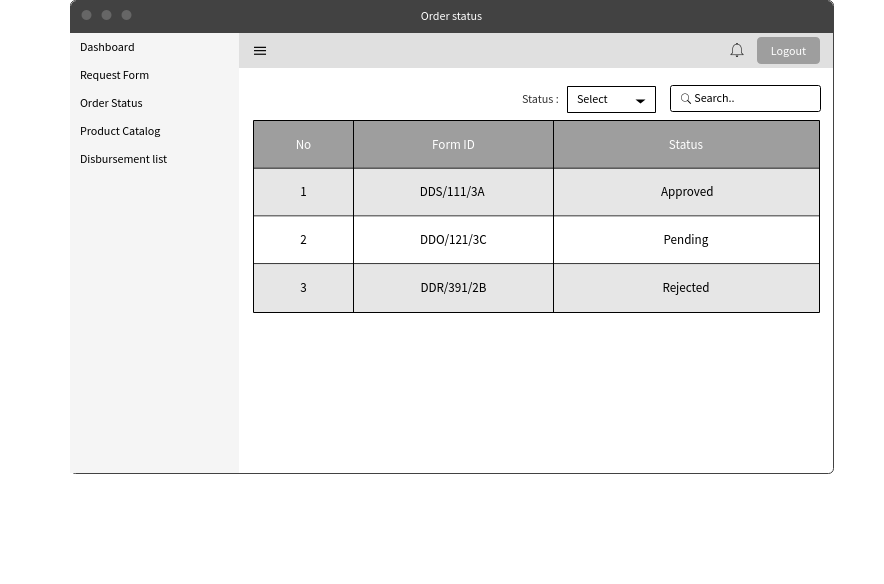 Order status
Dashboard
Request Form
Order Status
Product Catalog
Disbursement list
Logout
Status : Select Search..
No Form ID Status
1 DDS/111/3A Approved
2 DDO/121/3C Pending
3 DDR/391/2B Rejected